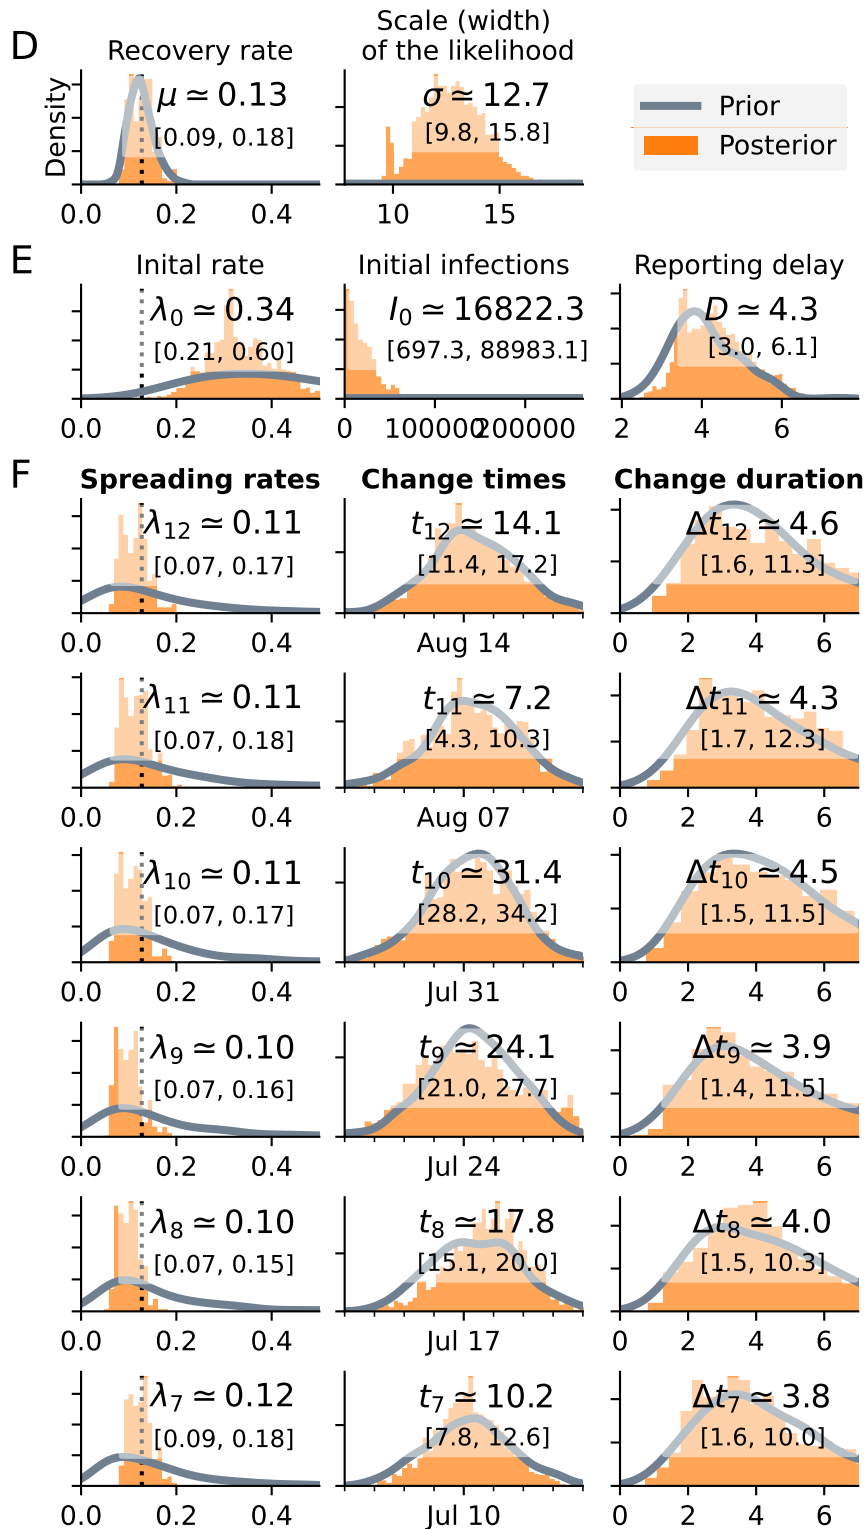 D
Recovery rate
Scale (width)
of the likelihood
Density
μ ≃ 0.13
[0.09, 0.18]
σ ≃ 12.7
[9.8, 15.8]
Prior
Posterior
0.0 0.2 0.4
10 15
E
Inital rate
Initial infections
Reporting delay
λ0 ≃ 0.34
[0.21, 0.60]
I0 ≃ 16822.3
[697.3, 88983.1]
D ≃ 4.3
[3.0, 6.1]
0.0 0.2 0.4
0 100000 200000
2 4 6
F
Spreading rates
Change times
Change duration
λ12 ≃ 0.11
[0.07, 0.17]
t12 ≃ 14.1
[11.4, 17.2]
Δt12 ≃ 4.6
[1.6, 11.3]
0.0 0.2 0.4
Aug 14
0 2 4 6
λ11 ≃ 0.11
[0.07, 0.18]
t11 ≃ 7.2
[4.3, 10.3]
Δt11 ≃ 4.3
[1.7, 12.3]
0.0 0.2 0.4
Aug 07
0 2 4 6
λ10 ≃ 0.11
[0.07, 0.17]
t10 ≃ 31.4
[28.2, 34.2]
Δt10 ≃ 4.5
[1.5, 11.5]
0.0 0.2 0.4
Jul 31
0 2 4 6
λ9 ≃ 0.10
[0.07, 0.16]
t9 ≃ 24.1
[21.0, 27.7]
Δt9 ≃ 3.9
[1.4, 11.5]
0.0 0.2 0.4
Jul 24
0 2 4 6
λ8 ≃ 0.10
[0.07, 0.15]
t8 ≃ 17.8
[15.1, 20.0]
Δt8 ≃ 4.0
[1.5, 10.3]
0.0 0.2 0.4
Jul 17
0 2 4 6
λ7 ≃ 0.12
[0.09, 0.18]
t7 ≃ 10.2
[7.8, 12.6]
Δt7 ≃ 3.8
[1.6, 10.0]
0.0 0.2 0.4
Jul 10
0 2 4 6